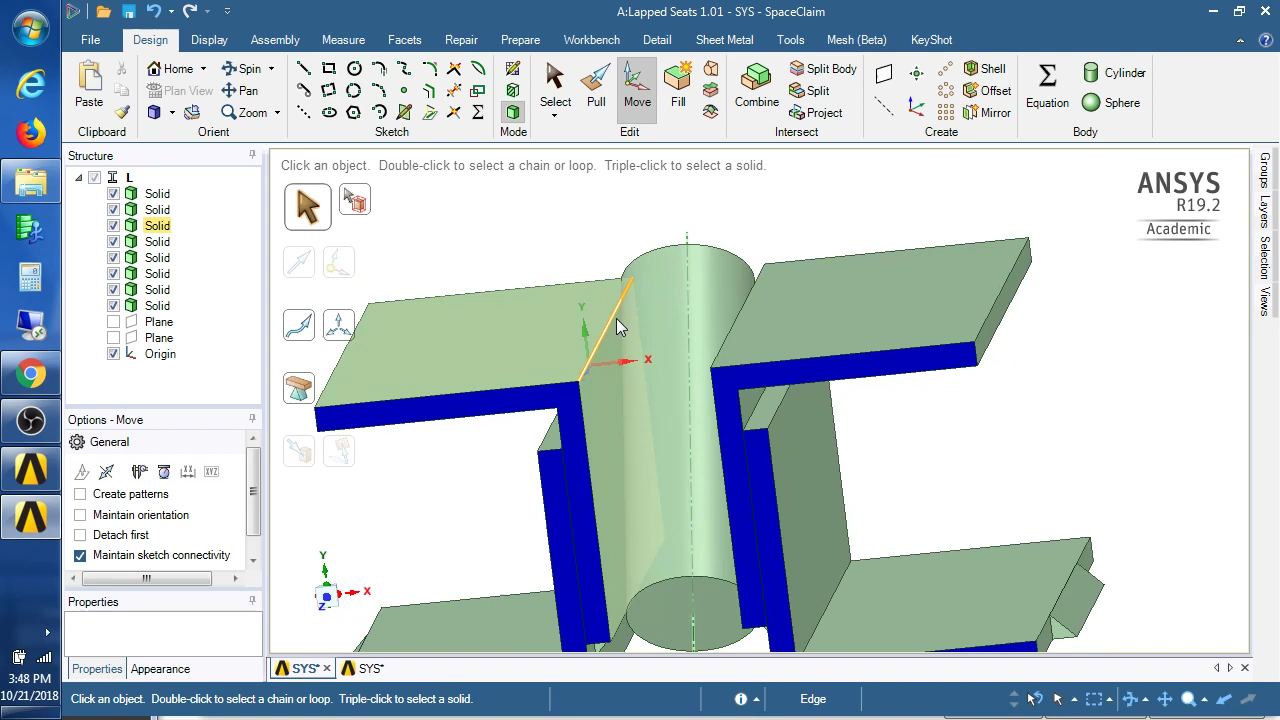 A:Lapped Seats 1.01 - SYS - SpaceClaim
File Design Display Assembly Measure Facets Repair Prepare Workbench Detail Sheet Metal Tools Mesh (Beta) KeyShot
Home Spin Split Body Shell Cylinder
Paste Plan View Pan Select Pull Move Fill Combine Split Offset Equation
Zoom Project Mirror Sphere
Clipboard Orient Sketch Mode Edit Intersect Create Body
Structure
Click an object. Double-click to select a chain or loop. Triple-click to select a solid.
L
Solid
Solid
Solid
Solid
Solid
Solid
Solid
Solid
Plane
Plane
Origin
ANSYS
R19.2
Academic
Groups
Layers
Selection
Views
Y
X
Options - Move
General
XYZ
Create patterns
Maintain orientation
Detach first
Maintain sketch connectivity
Y
X
Z
Properties
Properties Appearance
SYS* SYS*
3:48 PM
10/21/2018
Click an object. Double-click to select a chain or loop. Triple-click to select a solid. Edge